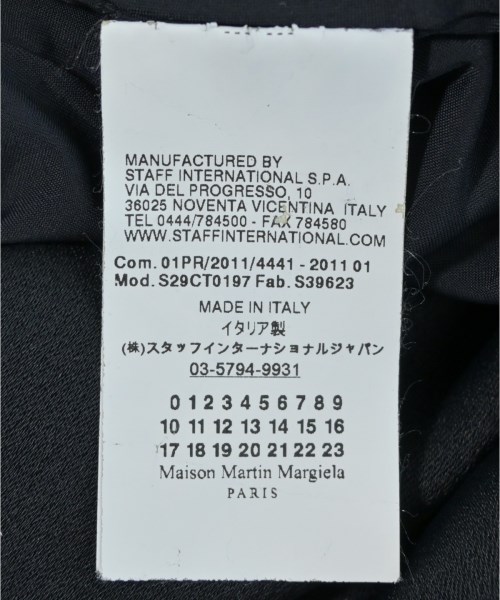 MANUFACTURED BY
STAFF INTERNATIONAL S.P.A.
VIA DEL PROGRESSO, 10
36025 NOVENTA VICENTINA ITALY
TEL 0444/784500 - FAX 784580
WWW.STAFFINTERNATIONAL.COM
Com. 01PR/2011/4441 - 2011 01
Mod. S29CT0197 Fab. S39623
MADE IN ITALY
イタリア製
(株)スタッフインターナショナルジャパン
03-5794-9931
0 1 2 3 4 5 6 7 8 9
10 11 12 13 14 15 16
17 18 19 20 21 22 23
Maison Martin Margiela
PARIS